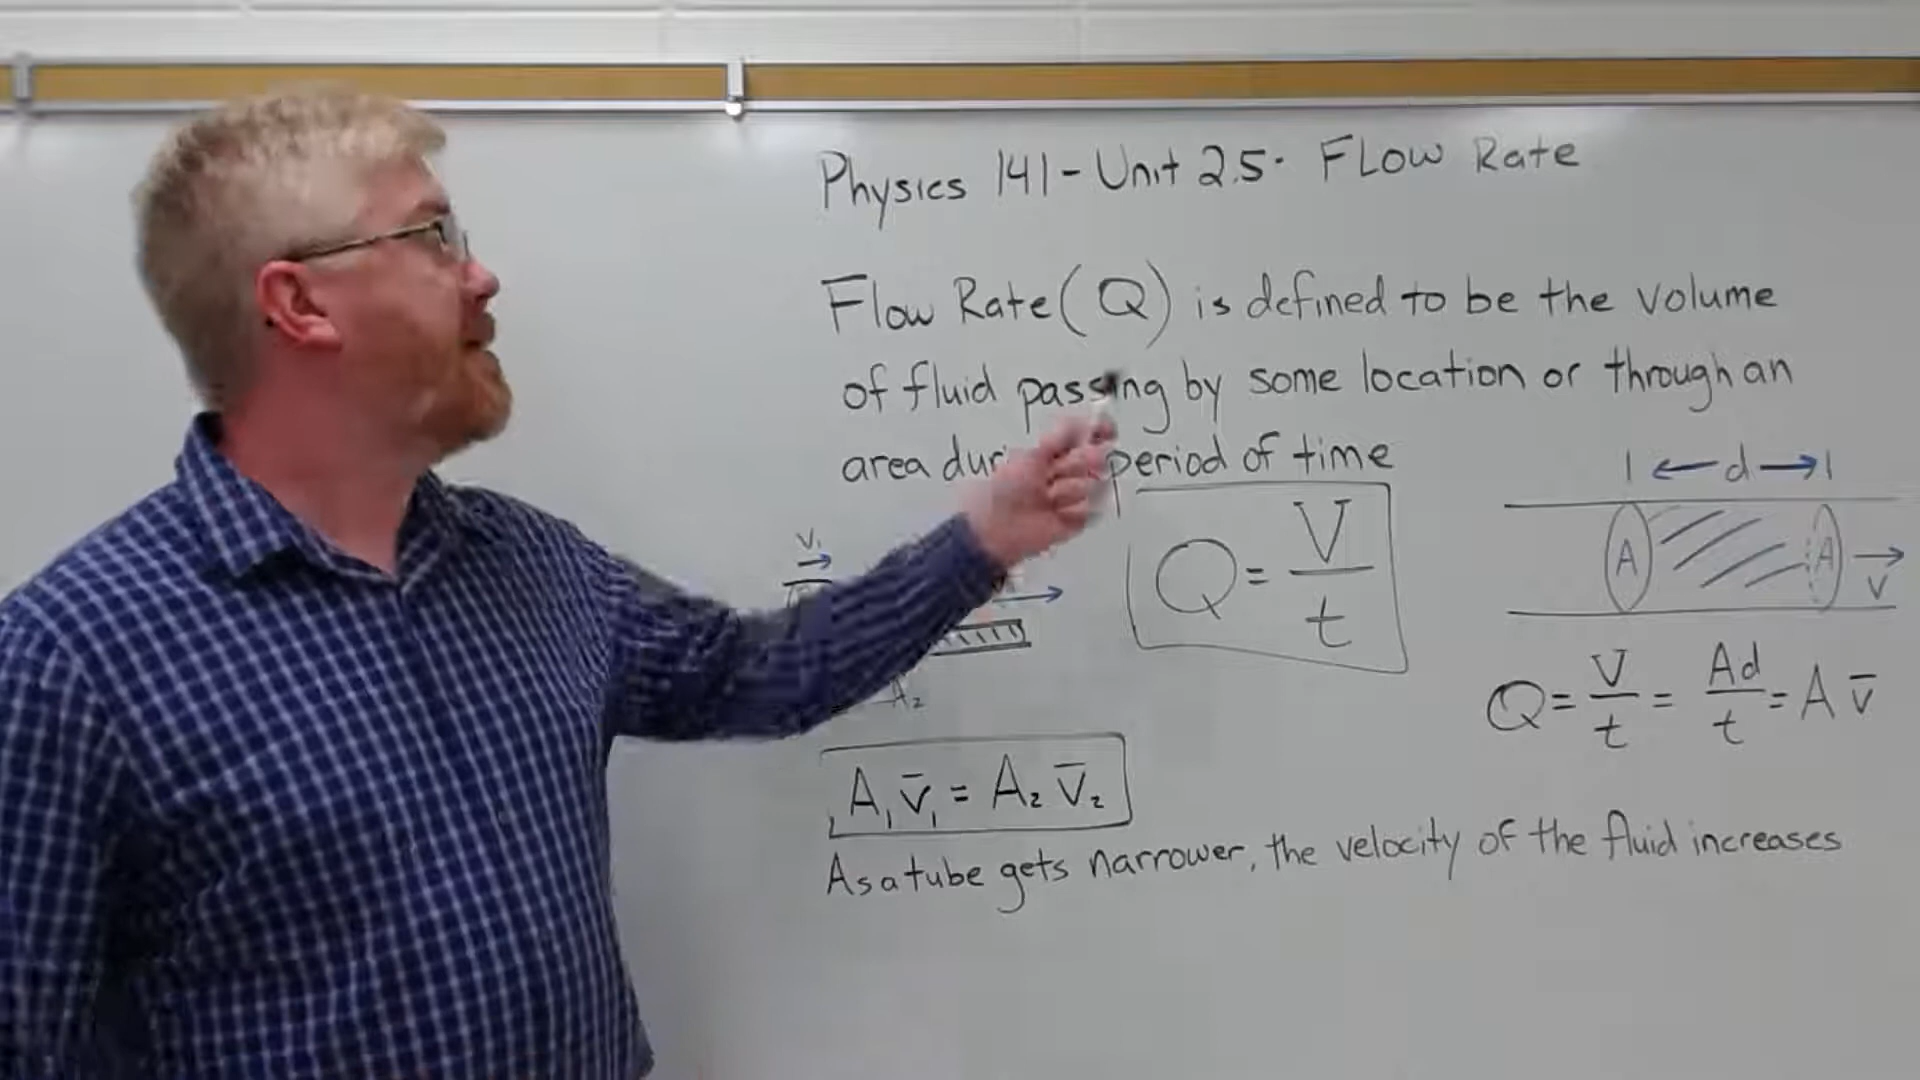 Physics 141 - Unit 2.5 · FLow Rate
Flow Rate (Q) is defined to be the volume
of fluid passing by some location or through an
area period of time
| ← d → |
V₁
A A
V
Q = V/t
A₂
Q = V/t = Ad/t = A v̄
A₁ v̄₁ = A₂ v̄₂
As a tube gets narrower, the velocity of the fluid increases